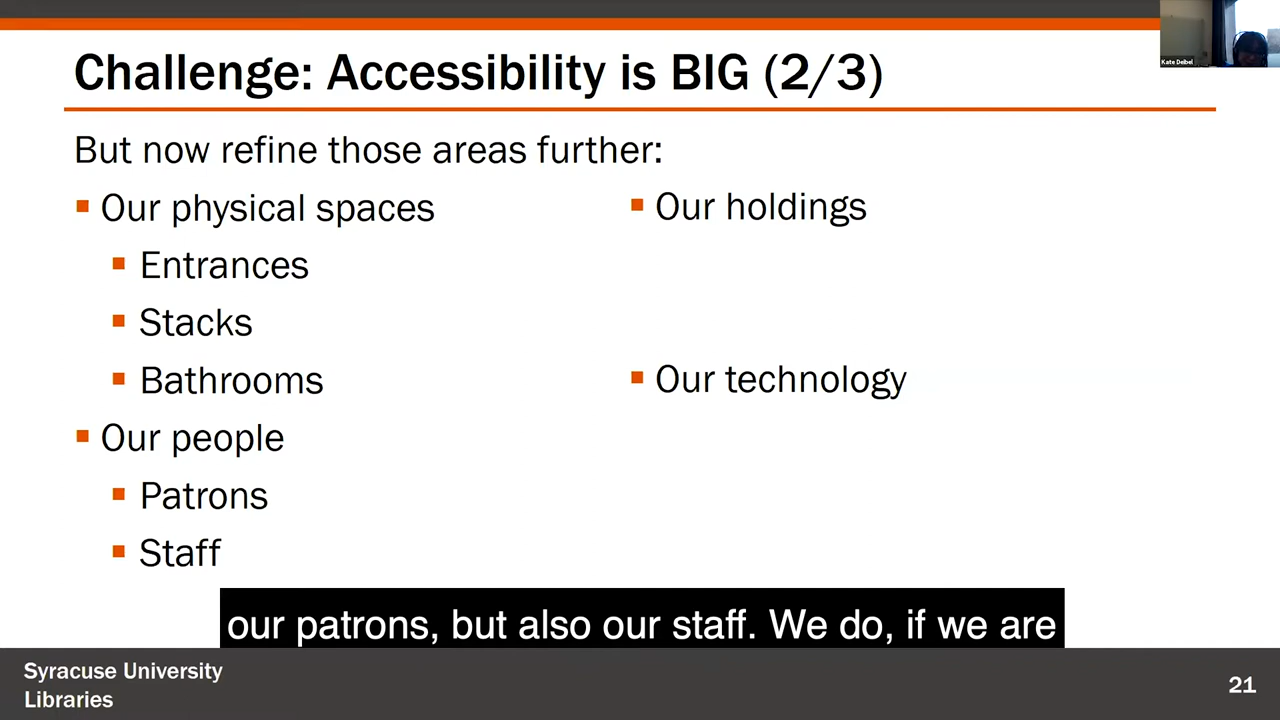 Challenge: Accessibility is BIG (2/3)
Kate Deibel
But now refine those areas further:
Our physical spaces
Entrances
Stacks
Bathrooms
Our people
Patrons
Staff
Our holdings
Our technology
our patrons, but also our staff. We do, if we are
Syracuse University
Libraries
21